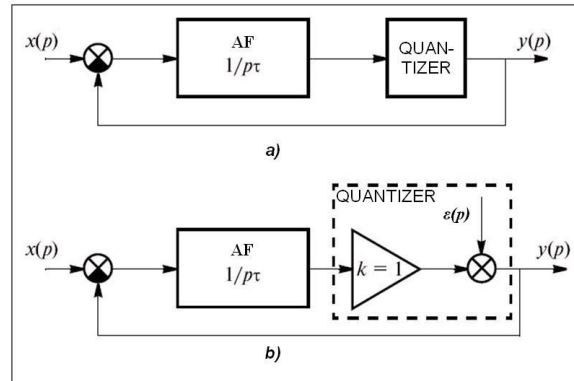 x(p)
AF
1/pτ
QUAN-
TIZER
y(p)
a)
QUANTIZER
ε(p)
x(p)
AF
1/pτ
k = 1
y(p)
b)